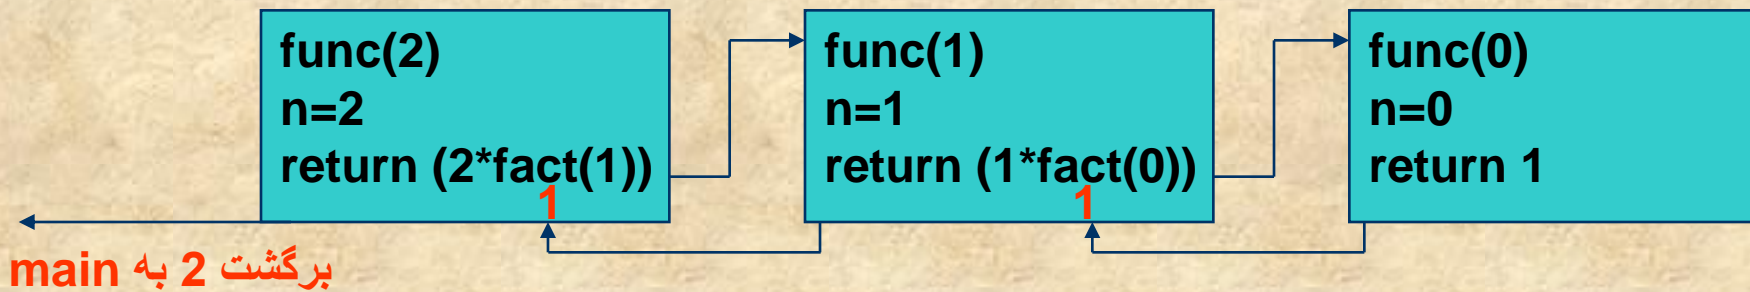 func(2)
n=2
return (2*fact(1))
1
func(1)
n=1
return (1*fact(0))
1
func(0)
n=0
return 1
برگشت 2 به main